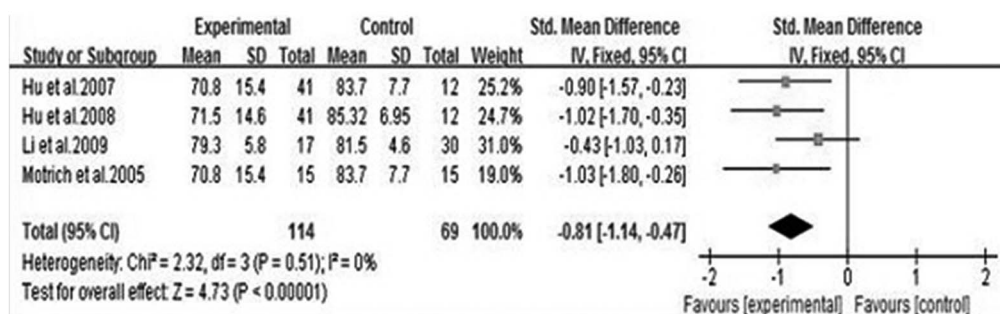 Experimental Control Std. Mean Difference Std. Mean Difference
Study or Subgroup Mean SD Total Mean SD Total Weight IV, Fixed, 95% CI IV, Fixed, 95% CI
Hu et al.2007 70.8 15.4 41 83.7 7.7 12 25.2% -0.90 [-1.57, -0.23]
Hu et al.2008 71.5 14.6 41 85.32 6.95 12 24.7% -1.02 [-1.70, -0.35]
Li et al.2009 79.3 5.8 17 81.5 4.6 30 31.0% -0.43 [-1.03, 0.17]
Motrich et al.2005 70.8 15.4 15 83.7 7.7 15 19.0% -1.03 [-1.80, -0.26]
Total (95% CI) 114 69 100.0% -0.81 [-1.14, -0.47]
Heterogeneity: Chi² = 2.32, df = 3 (P = 0.51); I² = 0%
Test for overall effect: Z = 4.73 (P < 0.00001)
-2 -1 0 1 2
Favours [experimental] Favours [control]